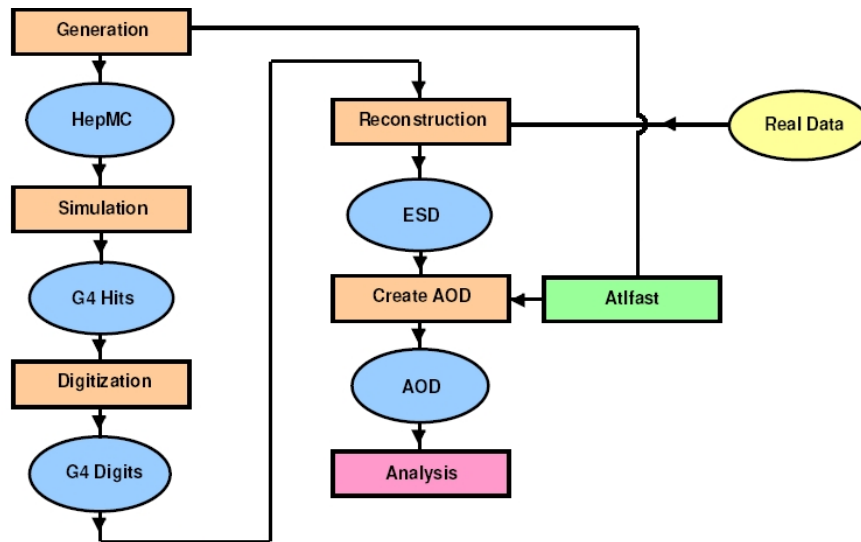 Generation
HepMC
Simulation
G4 Hits
Digitization
G4 Digits
Reconstruction
Real Data
ESD
Create AOD
Atlfast
AOD
Analysis